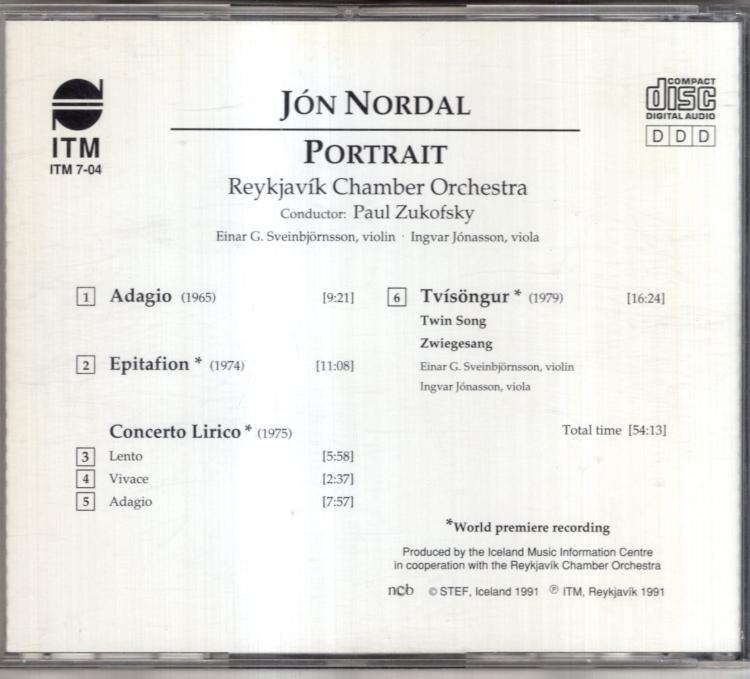 JÓN NORDAL
PORTRAIT
Reykjavík Chamber Orchestra
Conductor: Paul Zukofsky
Einar G. Sveinbjörnsson, violin · Ingvar Jónasson, viola
ITM
ITM 7-04
COMPACT
disc
DIGITAL AUDIO
D D D
1 Adagio (1965) [9:21]
2 Epitafion * (1974) [11:08]
Concerto Lirico * (1975)
3 Lento [5:58]
4 Vivace [2:37]
5 Adagio [7:57]
6 Tvísöngur * (1979) [16:24]
Twin Song
Zwiegesang
Einar G. Sveinbjörnsson, violin
Ingvar Jónasson, viola
Total time [54:13]
*World premiere recording
Produced by the Iceland Music Information Centre
in cooperation with the Reykjavík Chamber Orchestra
ncb © STEF, Iceland 1991 ℗ ITM, Reykjavík 1991